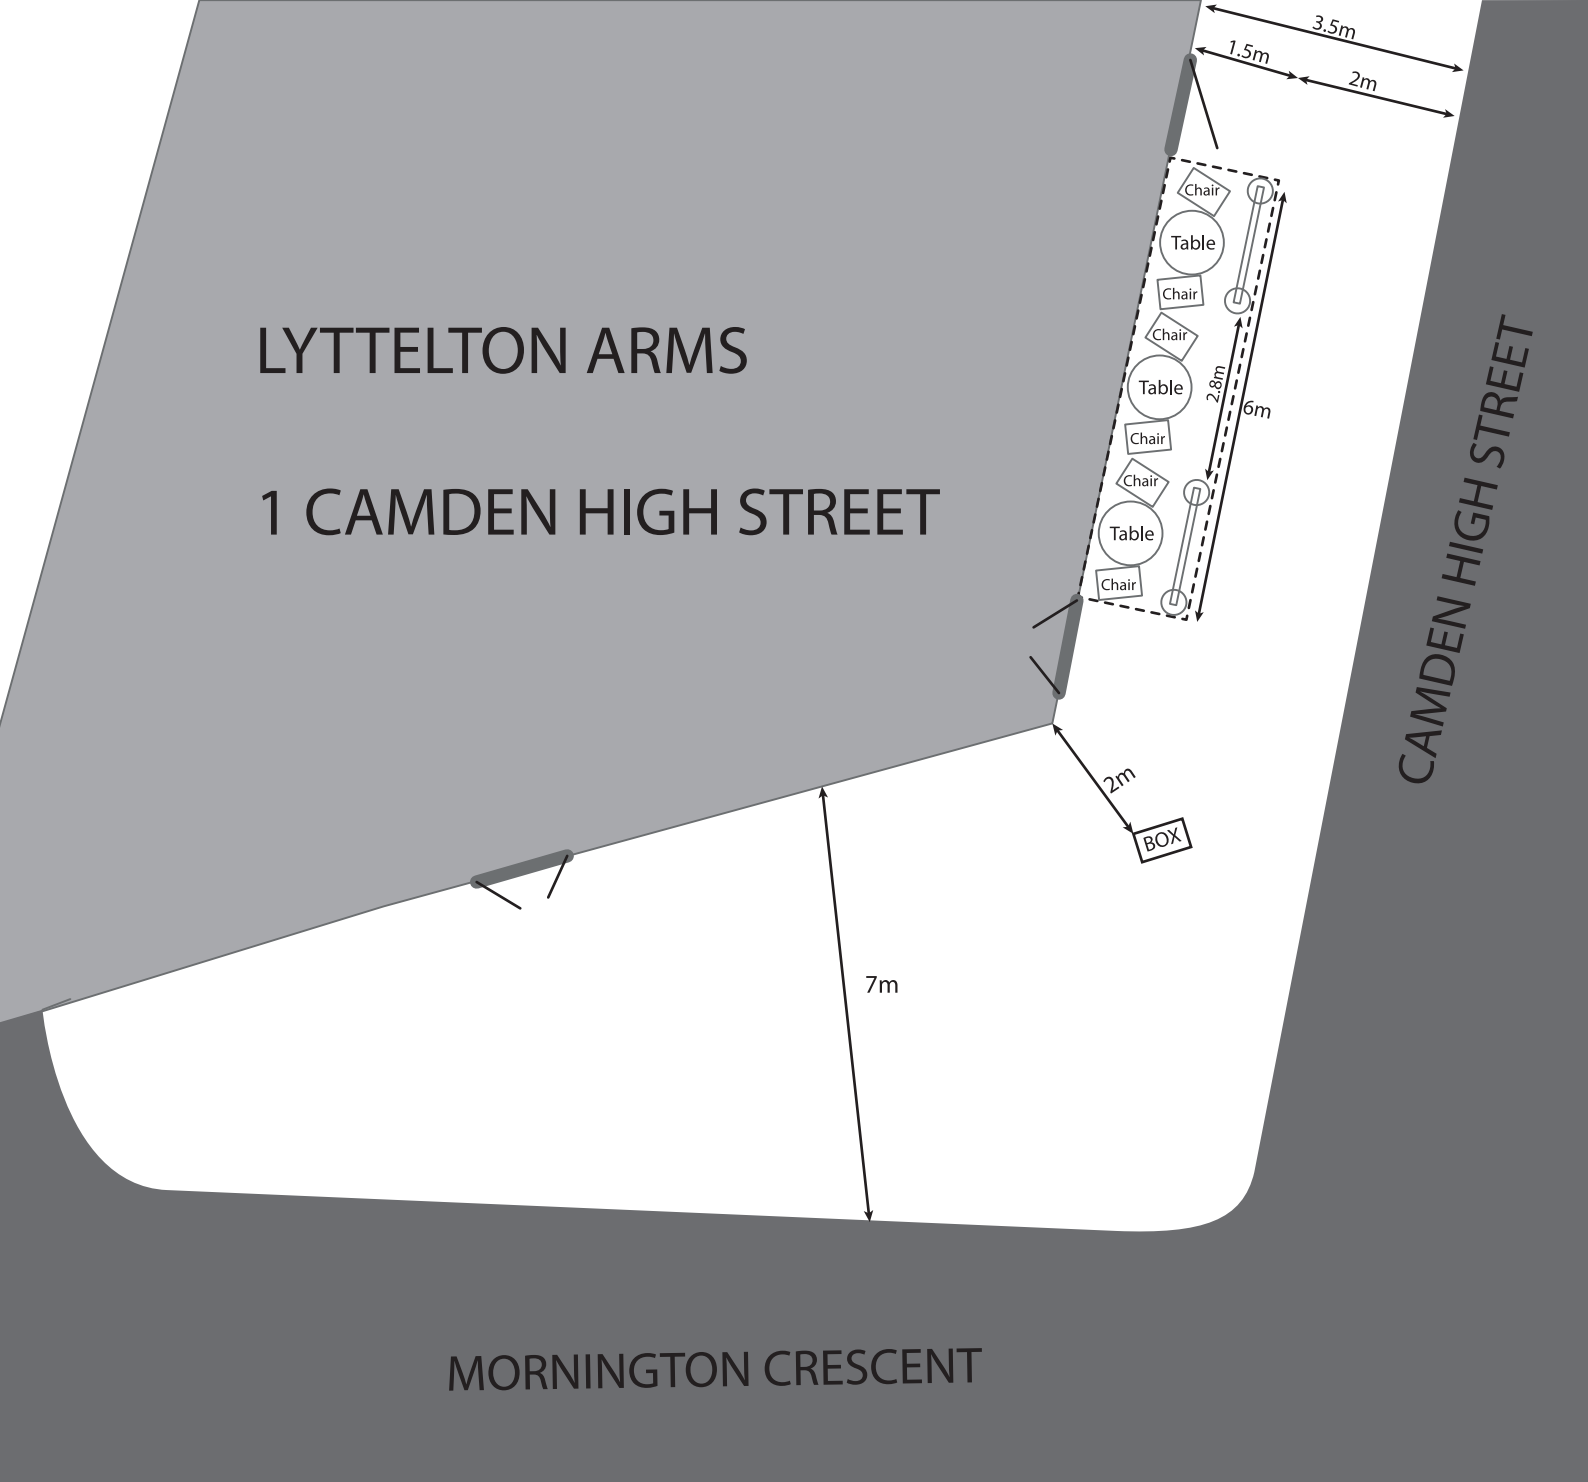 3.5m
1.5m
2m
Chair
Table
Chair
Chair
Table
Chair
Chair
Table
Chair
2.8m
6m
LYTTELTON ARMS
1 CAMDEN HIGH STREET
CAMDEN HIGH STREET
2m
BOX
7m
MORNINGTON CRESCENT